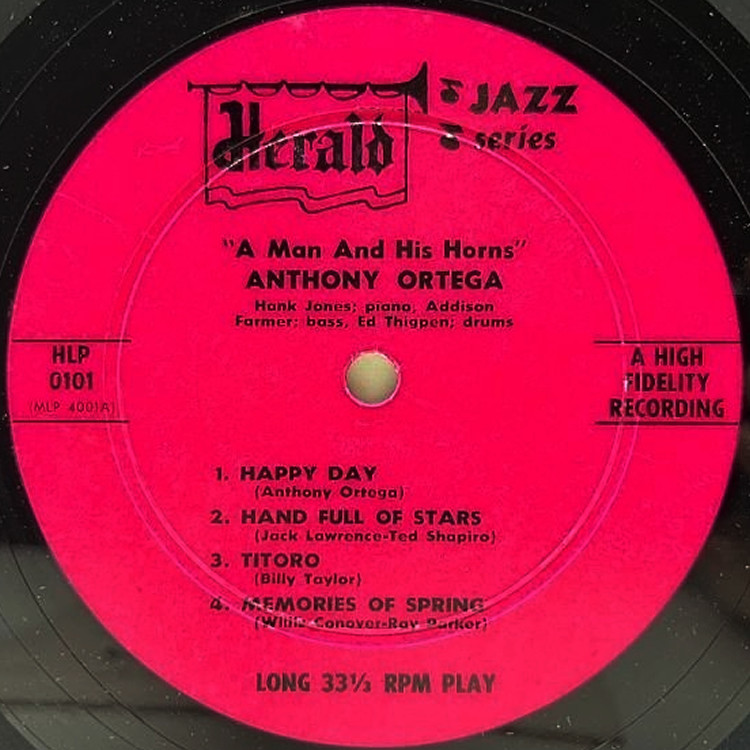 Herald
JAZZ
series
"A Man And His Horns"
ANTHONY ORTEGA
Hank Jones; piano, Addison
Farmer; bass, Ed Thigpen; drums
HLP
0101
(MLP 4001A)
A HIGH
FIDELITY
RECORDING
1. HAPPY DAY
(Anthony Ortega)
2. HAND FULL OF STARS
(Jack Lawrence-Ted Shapiro)
3. TITORO
(Billy Taylor)
4. MEMORIES OF SPRING
(Willis Conover-Ray Parker)
LONG 33⅓ RPM PLAY